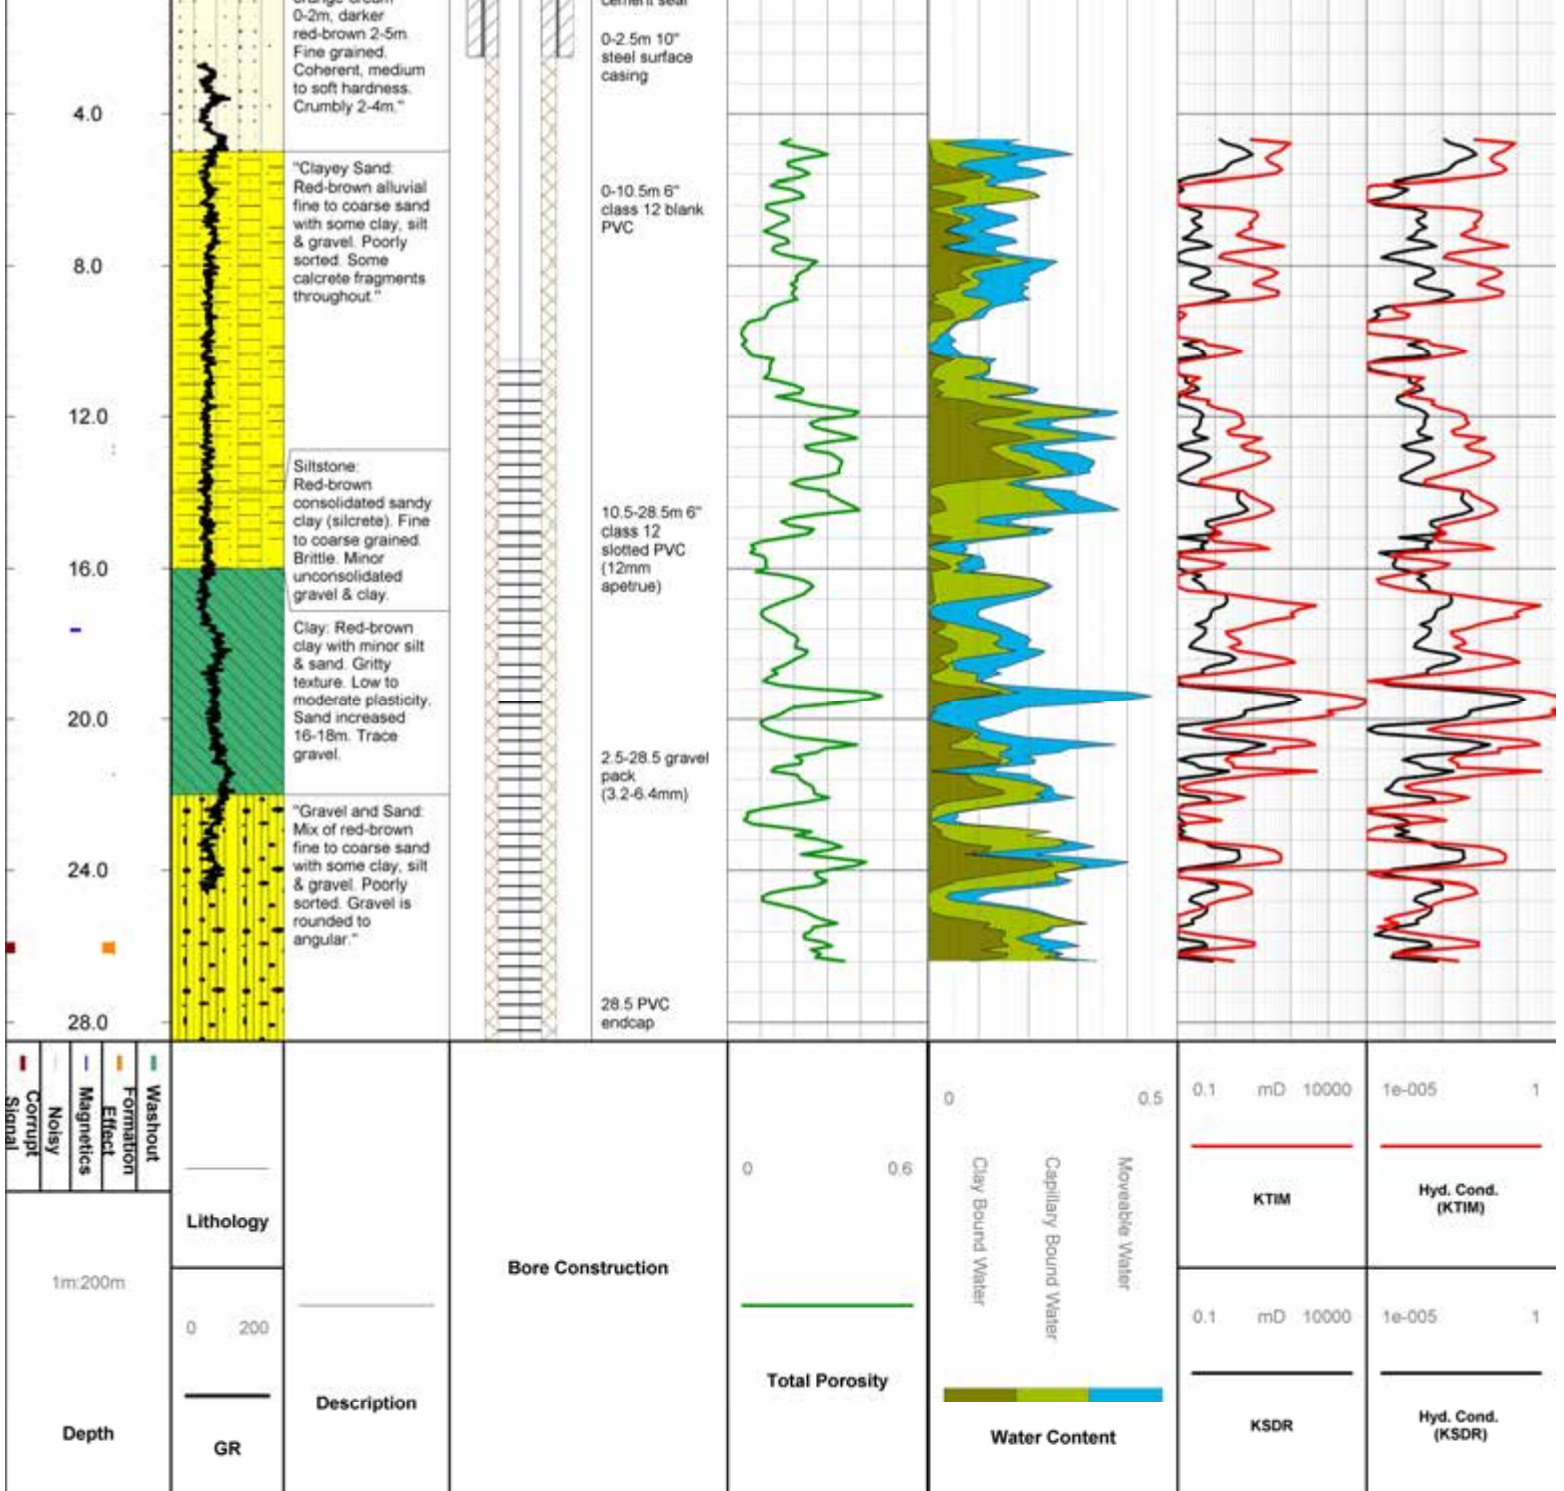 orange cream
0-2m, darker
red-brown 2-5m.
Fine grained.
Coherent, medium
to soft hardness.
Crumbly 2-4m."
cement seal
0-2.5m 10"
steel surface
casing
4.0
"Clayey Sand:
Red-brown alluvial
fine to coarse sand
with some clay, silt
& gravel. Poorly
sorted. Some
calcrete fragments
throughout."
0-10.5m 6"
class 12 blank
PVC
8.0
12.0
Siltstone:
Red-brown
consolidated sandy
clay (silcrete). Fine
to coarse grained.
Brittle. Minor
unconsolidated
gravel & clay.
10.5-28.5m 6"
class 12
slotted PVC
(12mm
apetrue)
16.0
Clay: Red-brown
clay with minor silt
& sand. Gritty
texture. Low to
moderate plasticity.
Sand increased
16-18m. Trace
gravel.
20.0
2.5-28.5 gravel
pack
(3.2-6.4mm)
"Gravel and Sand:
Mix of red-brown
fine to coarse sand
with some clay, silt
& gravel. Poorly
sorted. Gravel is
rounded to
angular."
24.0
28.5 PVC
endcap
28.0
Corrupt
Signal
Noisy
Magnetics
Formation
Effect
Washout
1m:200m
Depth
Lithology
0 200
GR
Description
Bore Construction
0 0.6
Total Porosity
0 0.5
Clay Bound Water
Capillary Bound Water
Moveable Water
Water Content
0.1 mD 10000
KTIM
0.1 mD 10000
KSDR
1e-005 1
Hyd. Cond.
(KTIM)
1e-005 1
Hyd. Cond.
(KSDR)